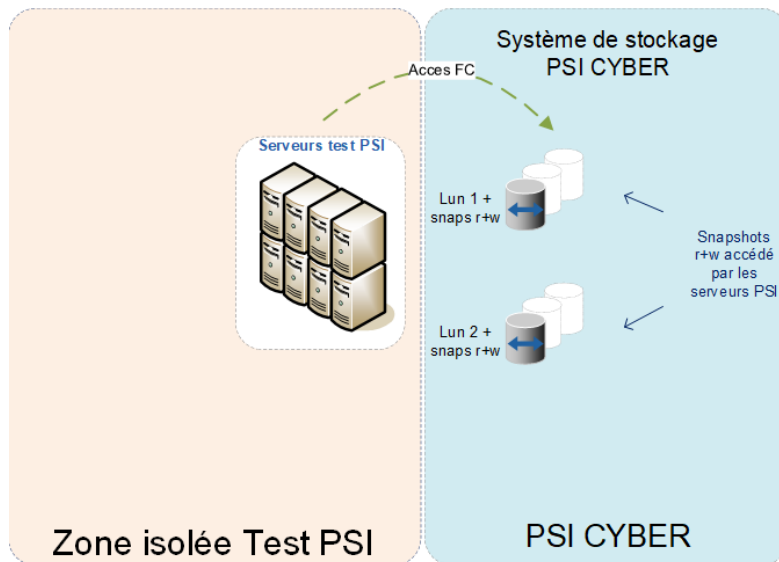 Système de stockage
PSI CYBER
Acces FC
Serveurs test PSI
Lun 1 +
snaps r+w
Snapshots
r+w accédé
par les
serveurs PSI
Lun 2 +
snaps r+w
Zone isolée Test PSI
PSI CYBER